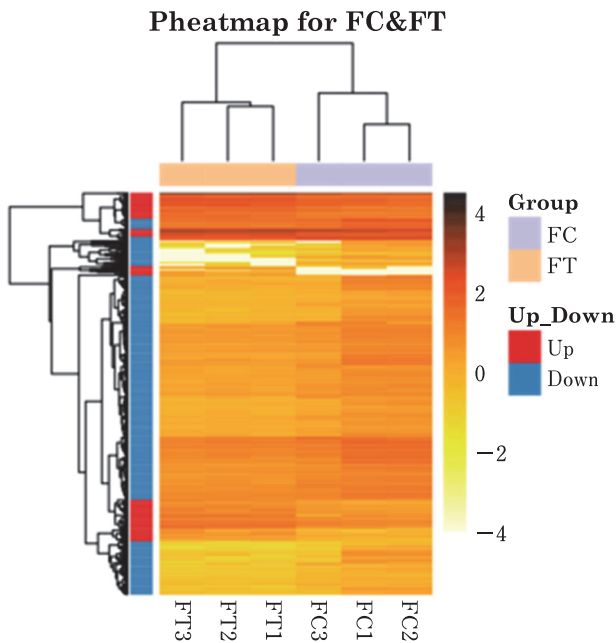 Pheatmap for FC&FT
4
2
0
−2
−4
Group
FC
FT
Up_Down
Up
Down
FT3
FT2
FT1
FC3
FC1
FC2